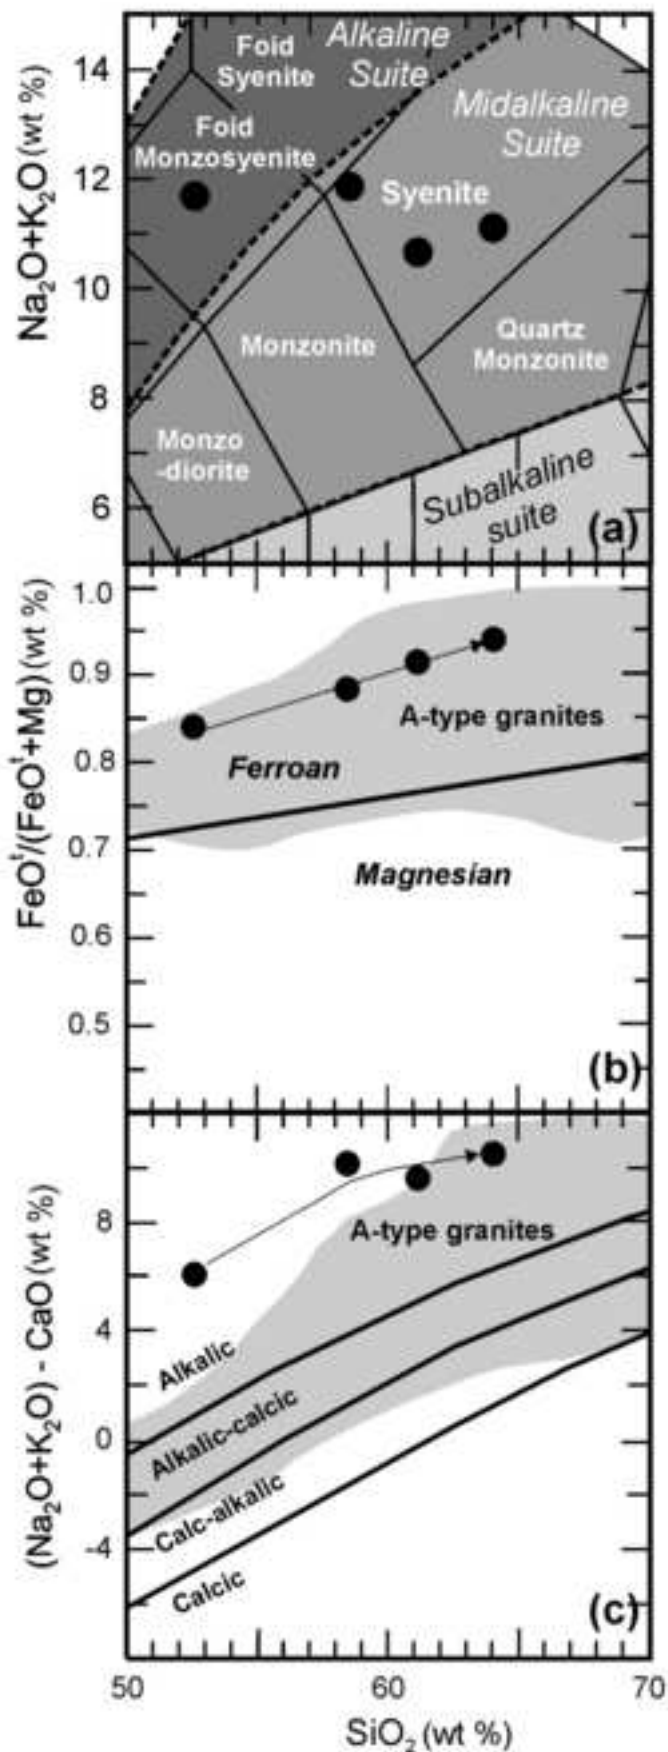 Na₂O+K₂O (wt %)
14
12
10
8
6
Foid
Syenite
Alkaline
Suite
Foid
Monzosyenite
Midalkaline
Suite
Syenite
Monzonite
Quartz
Monzonite
Monzo
-diorite
Subalkaline
suite
(a)
FeOᵗ/(FeOᵗ+Mg) (wt %)
1.0
0.9
0.8
0.7
0.6
0.5
A-type granites
Ferroan
Magnesian
(b)
(Na₂O+K₂O) - CaO (wt %)
8
4
0
-4
A-type granites
Alkalic
Alkalic-calcic
Calc-alkalic
Calcic
(c)
50
60
70
SiO₂ (wt %)